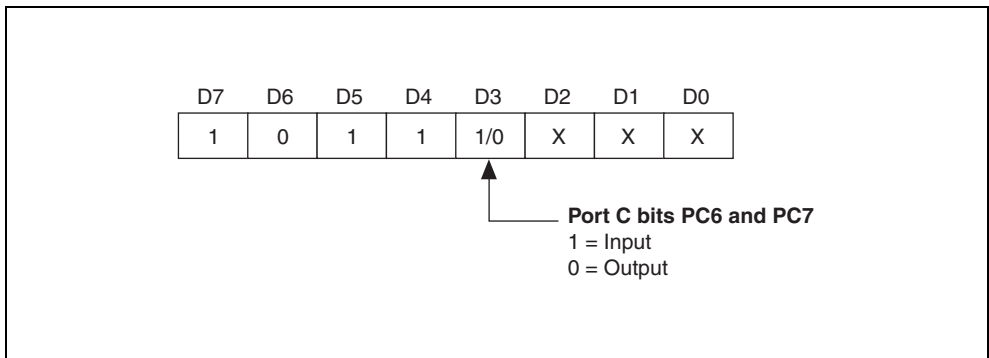 D7 D6 D5 D4 D3 D2 D1 D0
1 0 1 1 1/0 X X X
Port C bits PC6 and PC7
1 = Input
0 = Output